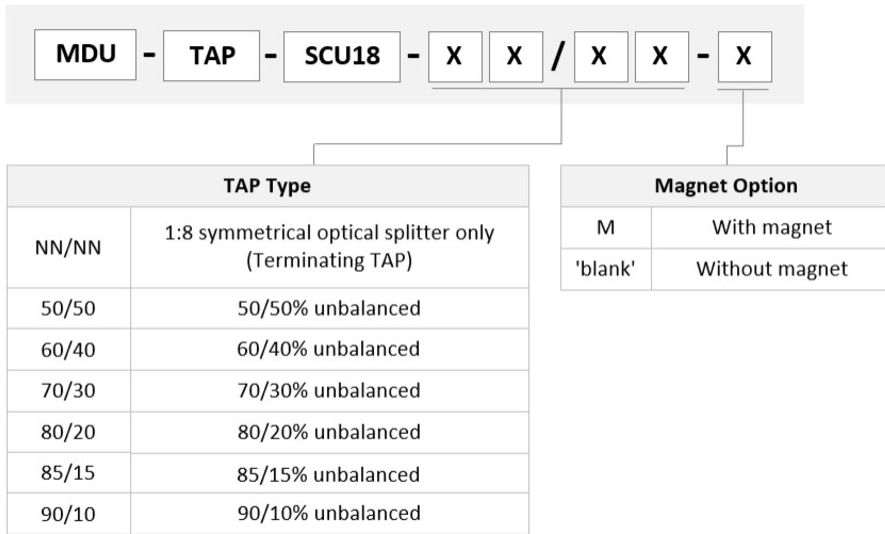 MDU - TAP - SCU18 - X X / X X - X
TAP Type
NN/NN 1:8 symmetrical optical splitter only
(Terminating TAP)
50/50 50/50% unbalanced
60/40 60/40% unbalanced
70/30 70/30% unbalanced
80/20 80/20% unbalanced
85/15 85/15% unbalanced
90/10 90/10% unbalanced
Magnet Option
M With magnet
'blank' Without magnet